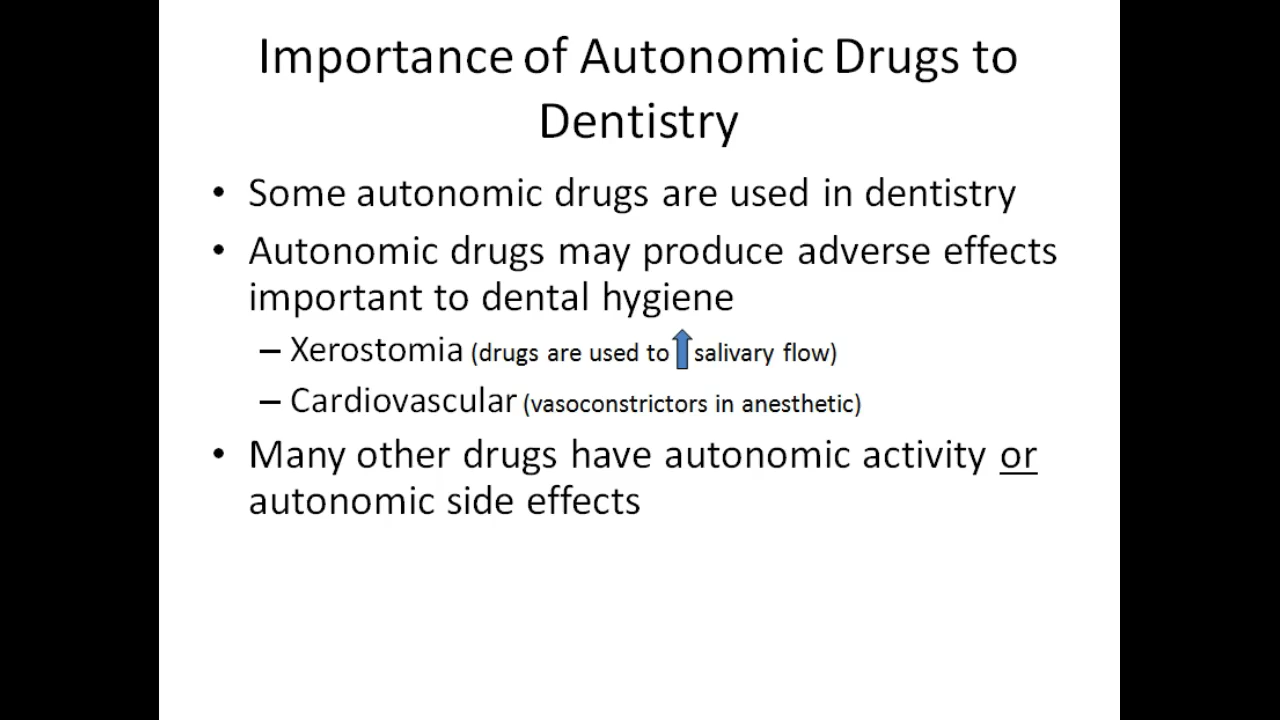 Importance of Autonomic Drugs to
Dentistry
• Some autonomic drugs are used in dentistry
• Autonomic drugs may produce adverse effects
important to dental hygiene
– Xerostomia (drugs are used to salivary flow)
– Cardiovascular (vasoconstrictors in anesthetic)
• Many other drugs have autonomic activity or
autonomic side effects